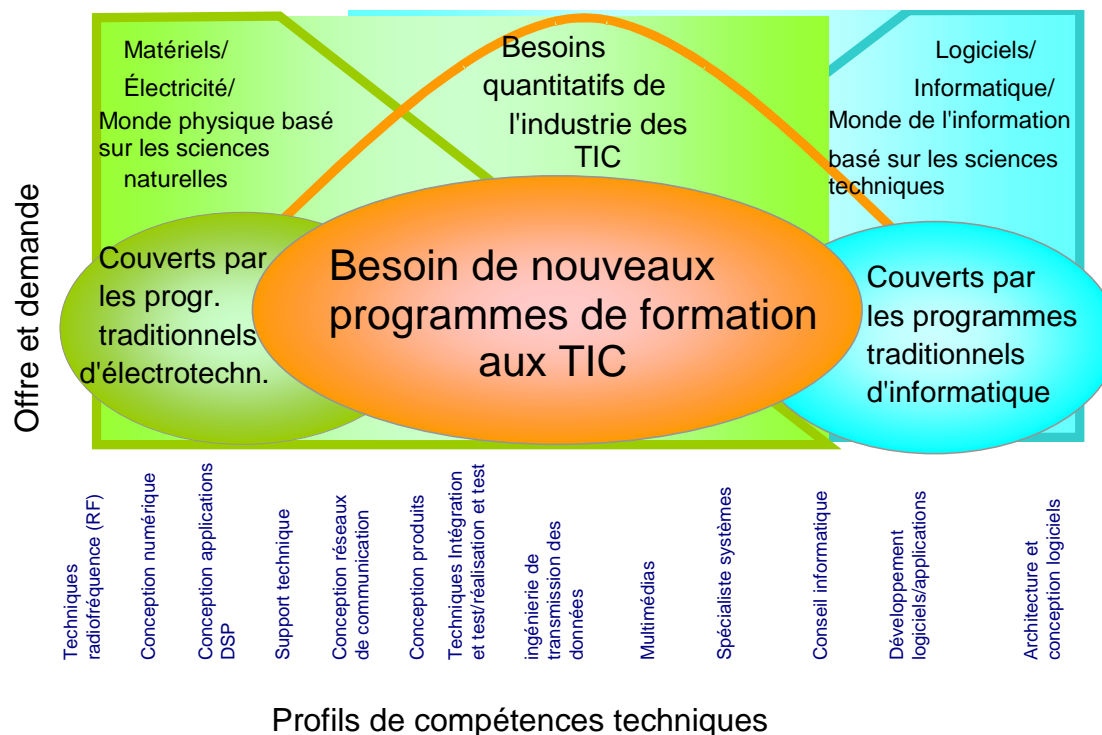 Matériels/
Électricité/
Monde physique basé
sur les sciences
naturelles
Besoins
quantitatifs de
l'industrie des
TIC
Logiciels/
Informatique/
Monde de l'information
basé sur les sciences
techniques
Offre et demande
Couverts par
les progr.
traditionnels
d'électrotechn.
Besoin de nouveaux
programmes de formation
aux TIC
Couverts par
les programmes
traditionnels
d'informatique
Techniques
radiofréquence (RF)
Conception numérique
Conception applications
DSP
Support technique
Conception réseaux
de communication
Conception produits
Techniques Intégration
et test/réalisation et test
ingénierie de
transmission des
données
Multimédias
Spécialiste systèmes
Conseil informatique
Développement
logiciels/applications
Architecture et
conception logiciels
Profils de compétences techniques